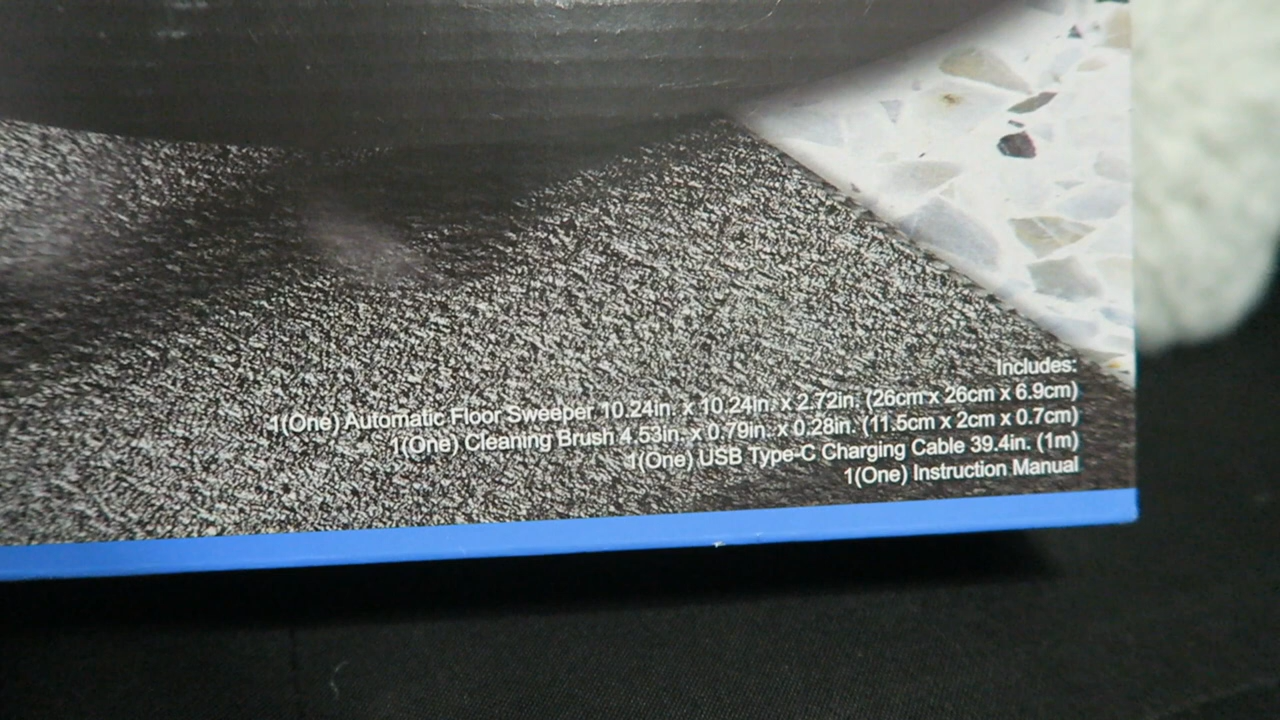 Includes:
1(One) Automatic Floor Sweeper 10.24in. x 10.24in. x 2.72in. (26cm x 26cm x 6.9cm)
1(One) Cleaning Brush 4.53in. x 0.79in. x 0.28in. (11.5cm x 2cm x 0.7cm)
1(One) USB Type-C Charging Cable 39.4in. (1m)
1(One) Instruction Manual